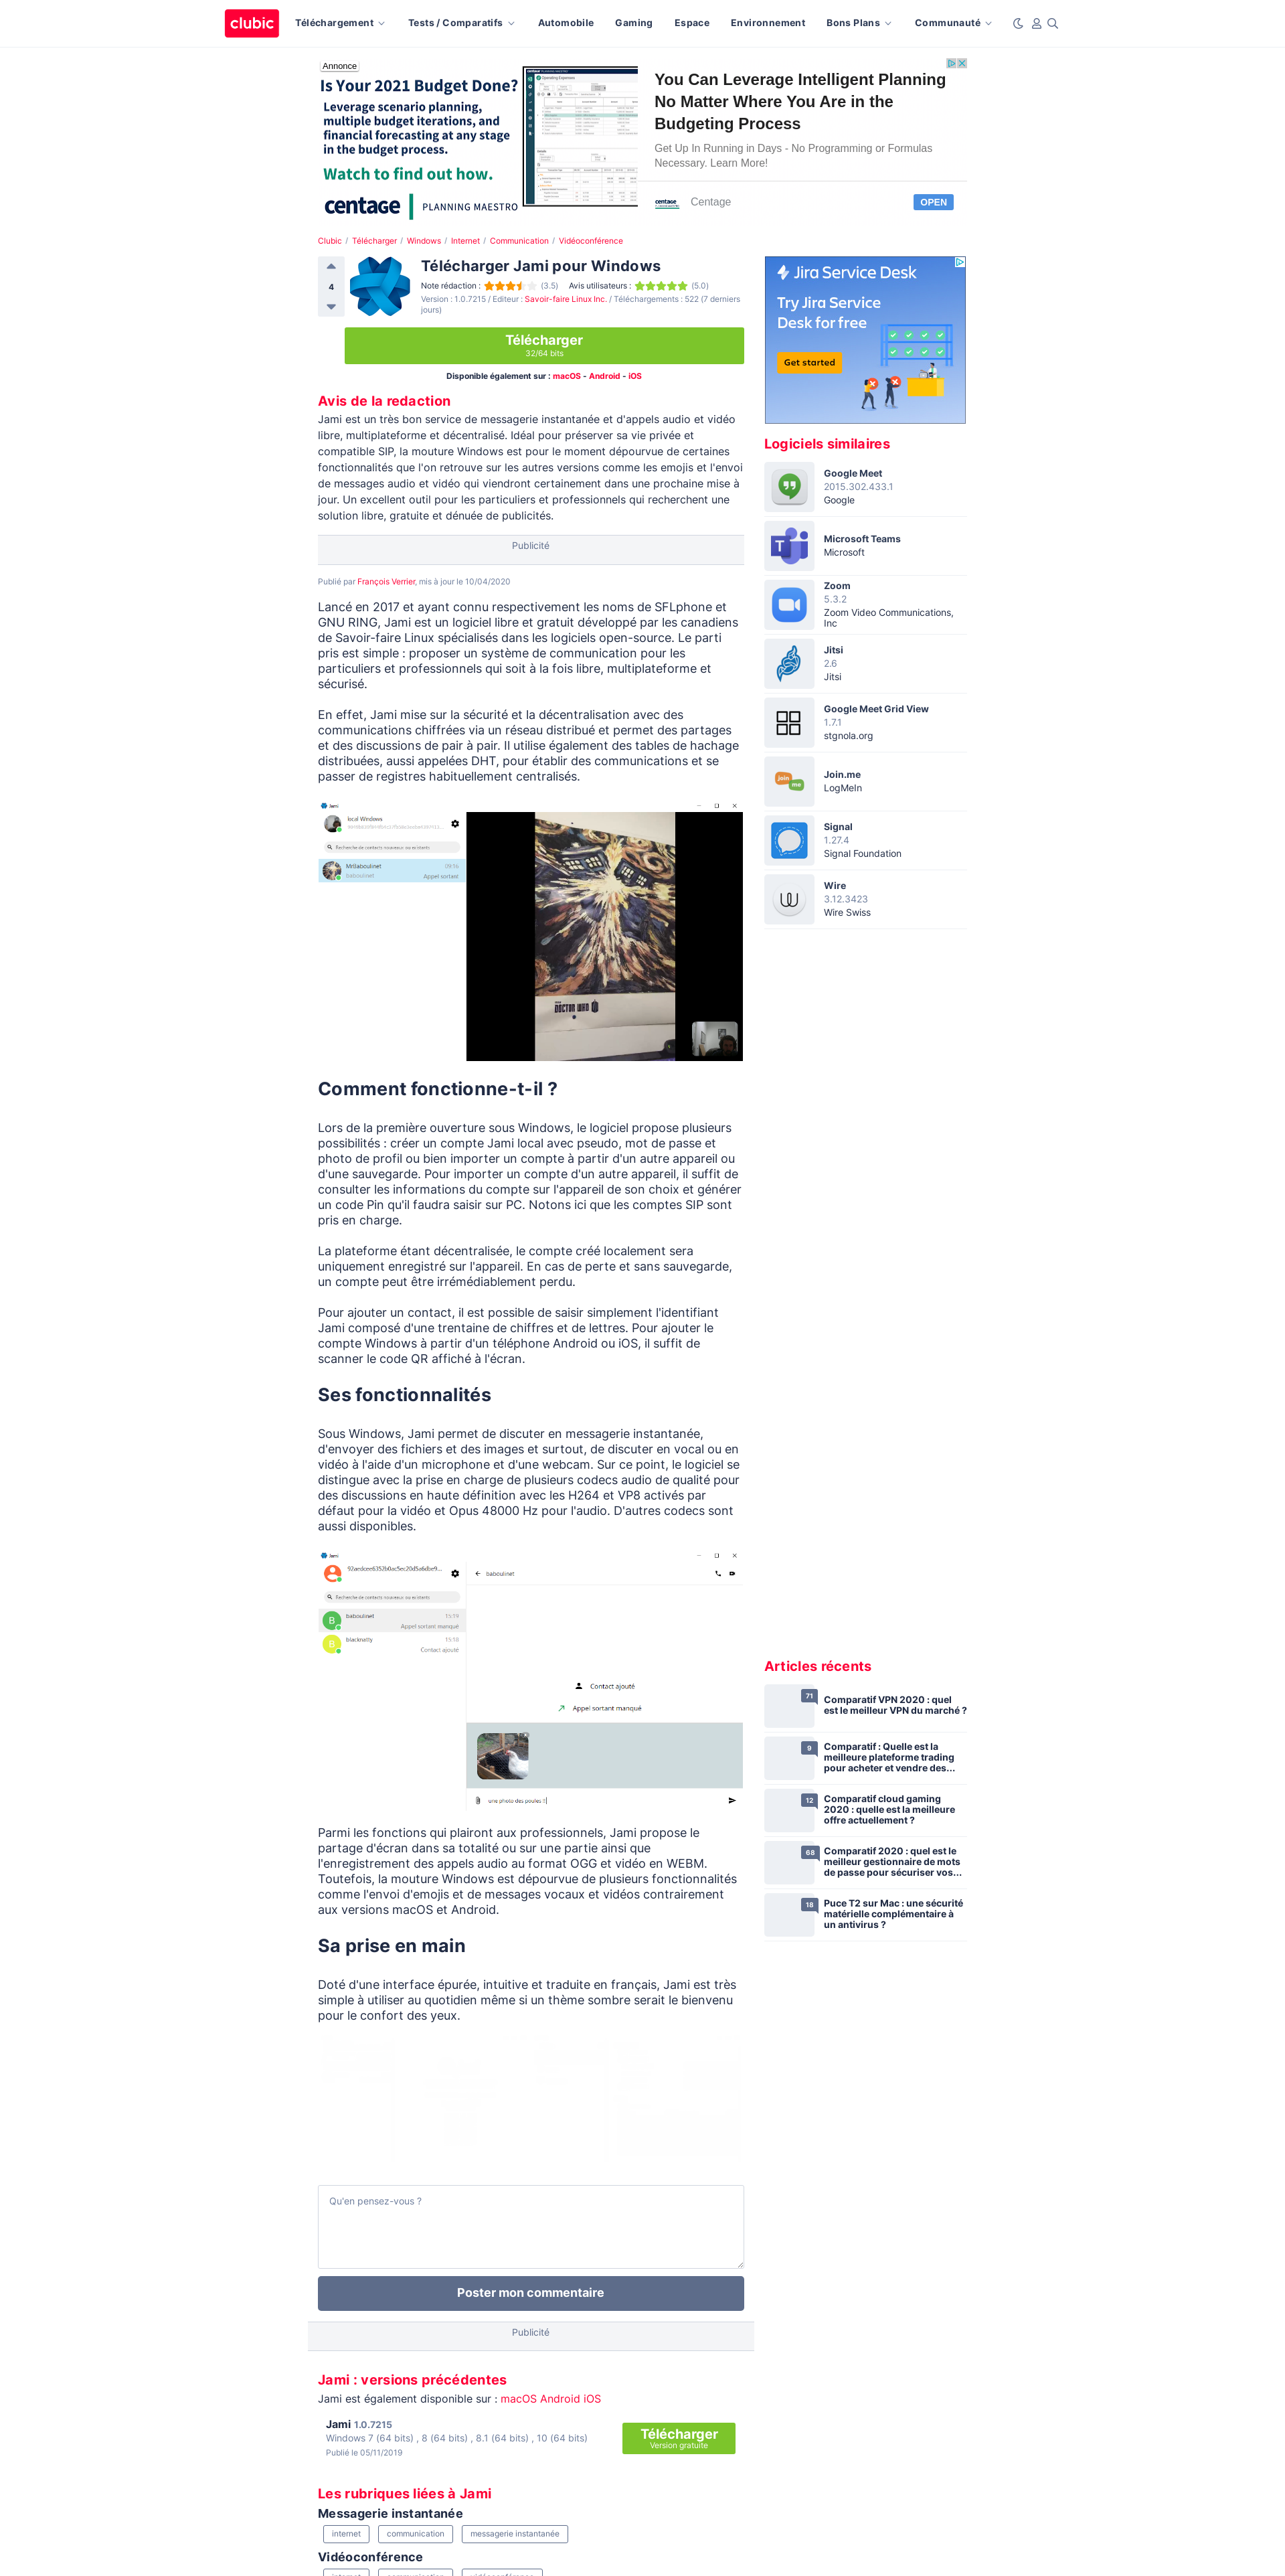 clubic
Téléchargement
Tests / Comparatifs
Automobile
Gaming
Espace
Environnement
Bons Plans
Communauté
Annonce
Is Your 2021 Budget Done?
Leverage scenario planning,
multiple budget iterations, and
financial forecasting at any stage
in the budget process.
Watch to find out how.
centage | PLANNING MAESTRO
You Can Leverage Intelligent Planning
No Matter Where You Are in the
Budgeting Process
Get Up In Running in Days - No Programming or Formulas
Necessary. Learn More!
centage
Centage
OPEN
Clubic / Télécharger / Windows / Internet / Communication / Vidéoconférence
4
Télécharger Jami pour Windows
Note rédaction : (3.5) Avis utilisateurs : (5.0)
Version : 1.0.7215 / Editeur : Savoir-faire Linux Inc. / Téléchargements : 522 (7 derniers
jours)
Télécharger
32/64 bits
Disponible également sur : macOS - Android - iOS
Avis de la redaction
Jami est un très bon service de messagerie instantanée et d'appels audio et vidéo
libre, multiplateforme et décentralisé. Idéal pour préserver sa vie privée et
compatible SIP, la mouture Windows est pour le moment dépourvue de certaines
fonctionnalités que l'on retrouve sur les autres versions comme les emojis et l'envoi
de messages audio et vidéo qui viendront certainement dans une prochaine mise à
jour. Un excellent outil pour les particuliers et professionnels qui recherchent une
solution libre, gratuite et dénuée de publicités.
Publicité
Publié par François Verrier, mis à jour le 10/04/2020
Lancé en 2017 et ayant connu respectivement les noms de SFLphone et
GNU RING, Jami est un logiciel libre et gratuit développé par les canadiens
de Savoir-faire Linux spécialisés dans les logiciels open-source. Le parti
pris est simple : proposer un système de communication pour les
particuliers et professionnels qui soit à la fois libre, multiplateforme et
sécurisé.
En effet, Jami mise sur la sécurité et la décentralisation avec des
communications chiffrées via un réseau distribué et permet des partages
et des discussions de pair à pair. Il utilise également des tables de hachage
distribuées, aussi appelées DHT, pour établir des communications et se
passer de registres habituellement centralisés.
Jami
local Windows
Recherche de contacts nouveaux ou existants
Mtlaboulinet 09:16
baboulinet Appel sortant
DOCTOR WHO
Comment fonctionne-t-il ?
Lors de la première ouverture sous Windows, le logiciel propose plusieurs
possibilités : créer un compte Jami local avec pseudo, mot de passe et
photo de profil ou bien importer un compte à partir d'un autre appareil ou
d'une sauvegarde. Pour importer un compte d'un autre appareil, il suffit de
consulter les informations du compte sur l'appareil de son choix et générer
un code Pin qu'il faudra saisir sur PC. Notons ici que les comptes SIP sont
pris en charge.
La plateforme étant décentralisée, le compte créé localement sera
uniquement enregistré sur l'appareil. En cas de perte et sans sauvegarde,
un compte peut être irrémédiablement perdu.
Pour ajouter un contact, il est possible de saisir simplement l'identifiant
Jami composé d'une trentaine de chiffres et de lettres. Pour ajouter le
compte Windows à partir d'un téléphone Android ou iOS, il suffit de
scanner le code QR affiché à l'écran.
Ses fonctionnalités
Sous Windows, Jami permet de discuter en messagerie instantanée,
d'envoyer des fichiers et des images et surtout, de discuter en vocal ou en
vidéo à l'aide d'un microphone et d'une webcam. Sur ce point, le logiciel se
distingue avec la prise en charge de plusieurs codecs audio de qualité pour
des discussions en haute définition avec les H264 et VP8 activés par
défaut pour la vidéo et Opus 48000 Hz pour l'audio. D'autres codecs sont
aussi disponibles.
Jami
baboulinet
Recherche de contacts nouveaux ou existants
B baboulinet 15:19
Appel sortant manqué
B blacknatty 15:18
Contact ajouté
Contact ajouté
Appel sortant manqué
une photo des poules !
Parmi les fonctions qui plairont aux professionnels, Jami propose le
partage d'écran dans sa totalité ou sur une partie ainsi que
l'enregistrement des appels audio au format OGG et vidéo en WEBM.
Toutefois, la mouture Windows est dépourvue de plusieurs fonctionnalités
comme l'envoi d'emojis et de messages vocaux et vidéos contrairement
aux versions macOS et Android.
Sa prise en main
Doté d'une interface épurée, intuitive et traduite en français, Jami est très
simple à utiliser au quotidien même si un thème sombre serait le bienvenu
pour le confort des yeux.
Qu'en pensez-vous ?
Poster mon commentaire
Publicité
Jami : versions précédentes
Jami est également disponible sur : macOS Android iOS
Jami 1.0.7215
Windows 7 (64 bits) , 8 (64 bits) , 8.1 (64 bits) , 10 (64 bits)
Publié le 05/11/2019
Télécharger
Version gratuite
Les rubriques liées à Jami
Messagerie instantanée
internet
communication
messagerie instantanée
Vidéoconférence
Jira Service Desk
Try Jira Service
Desk for free
Get started
Logiciels similaires
Google Meet
2015.302.433.1
Google
Microsoft Teams
Microsoft
Zoom
5.3.2
Zoom Video Communications,
Inc
Jitsi
2.6
Jitsi
Google Meet Grid View
1.7.1
stgnola.org
join me
Join.me
LogMeIn
Signal
1.27.4
Signal Foundation
Wire
3.12.3423
Wire Swiss
Articles récents
71
Comparatif VPN 2020 : quel
est le meilleur VPN du marché ?
9
Comparatif : Quelle est la
meilleure plateforme trading
pour acheter et vendre des...
12
Comparatif cloud gaming
2020 : quelle est la meilleure
offre actuellement ?
68
Comparatif 2020 : quel est le
meilleur gestionnaire de mots
de passe pour sécuriser vos...
18
Puce T2 sur Mac : une sécurité
matérielle complémentaire à
un antivirus ?